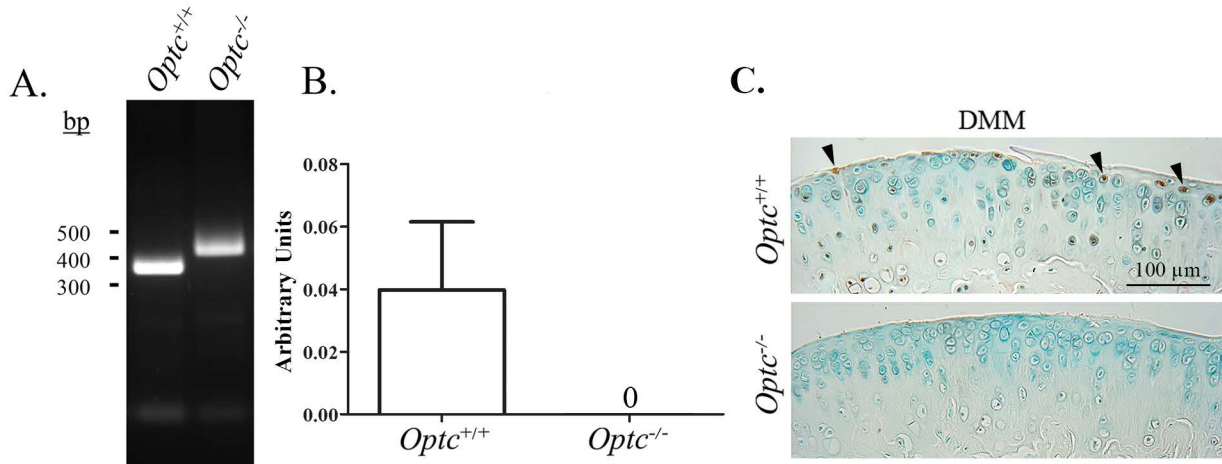 A.
Optc+/+
Optc-/-
bp
500
400
300
B.
Arbitrary Units
0.08
0.06
0.04
0.02
0.00
0
Optc+/+
Optc-/-
C.
DMM
Optc+/+
100 µm
Optc-/-